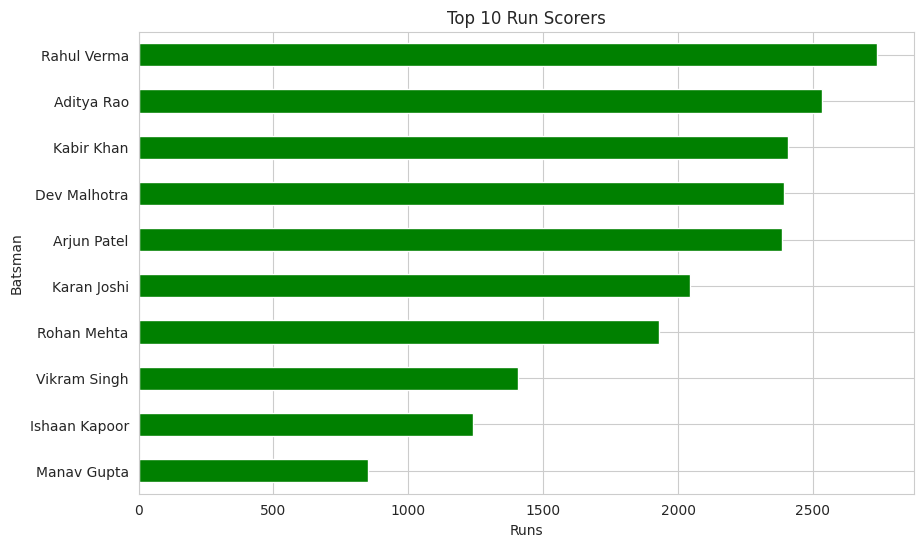 Top 10 Run Scorers
Batsman
Rahul Verma
Aditya Rao
Kabir Khan
Dev Malhotra
Arjun Patel
Karan Joshi
Rohan Mehta
Vikram Singh
Ishaan Kapoor
Manav Gupta
0 500 1000 1500 2000 2500
Runs